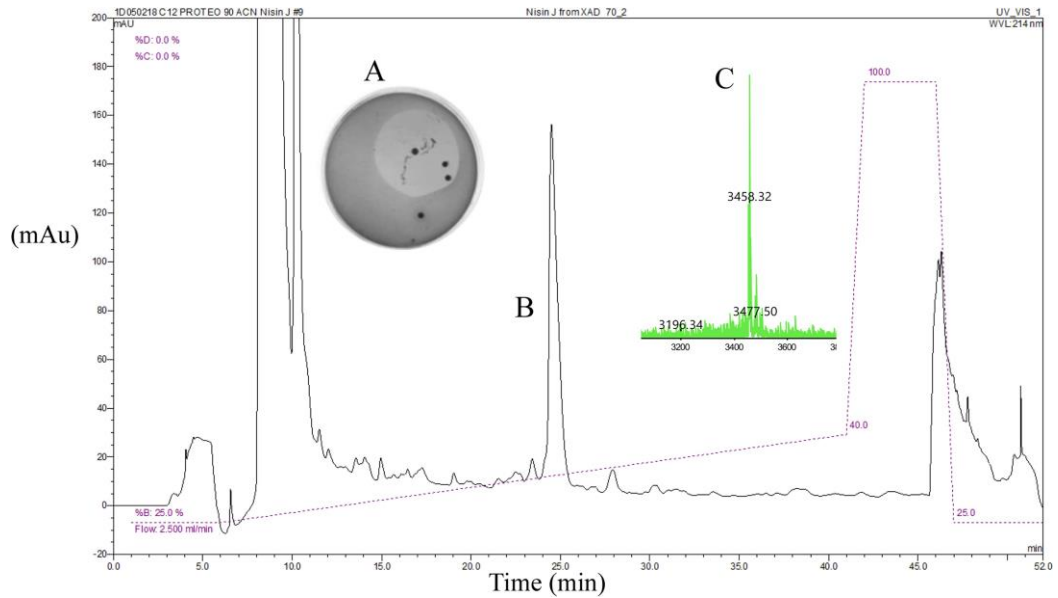 1D050218 C12 PROTEO 90 ACN Nisin J #9
Nisin J from XAD 70_2
UV_VIS_1
mAU
WVL:214 nm
%D: 0.0 %
%C: 0.0 %
200
180
160
140
120
100
80
60
40
20
0
-20
(mAu)
A
B
C
3458.32
3477.50
3196.34
3200
3400
3600
100.0
40.0
25.0
%B: 25.0 %
Flow: 2.500 ml/min
min
0.0
5.0
10.0
15.0
20.0
25.0
30.0
35.0
40.0
45.0
52.0
Time (min)